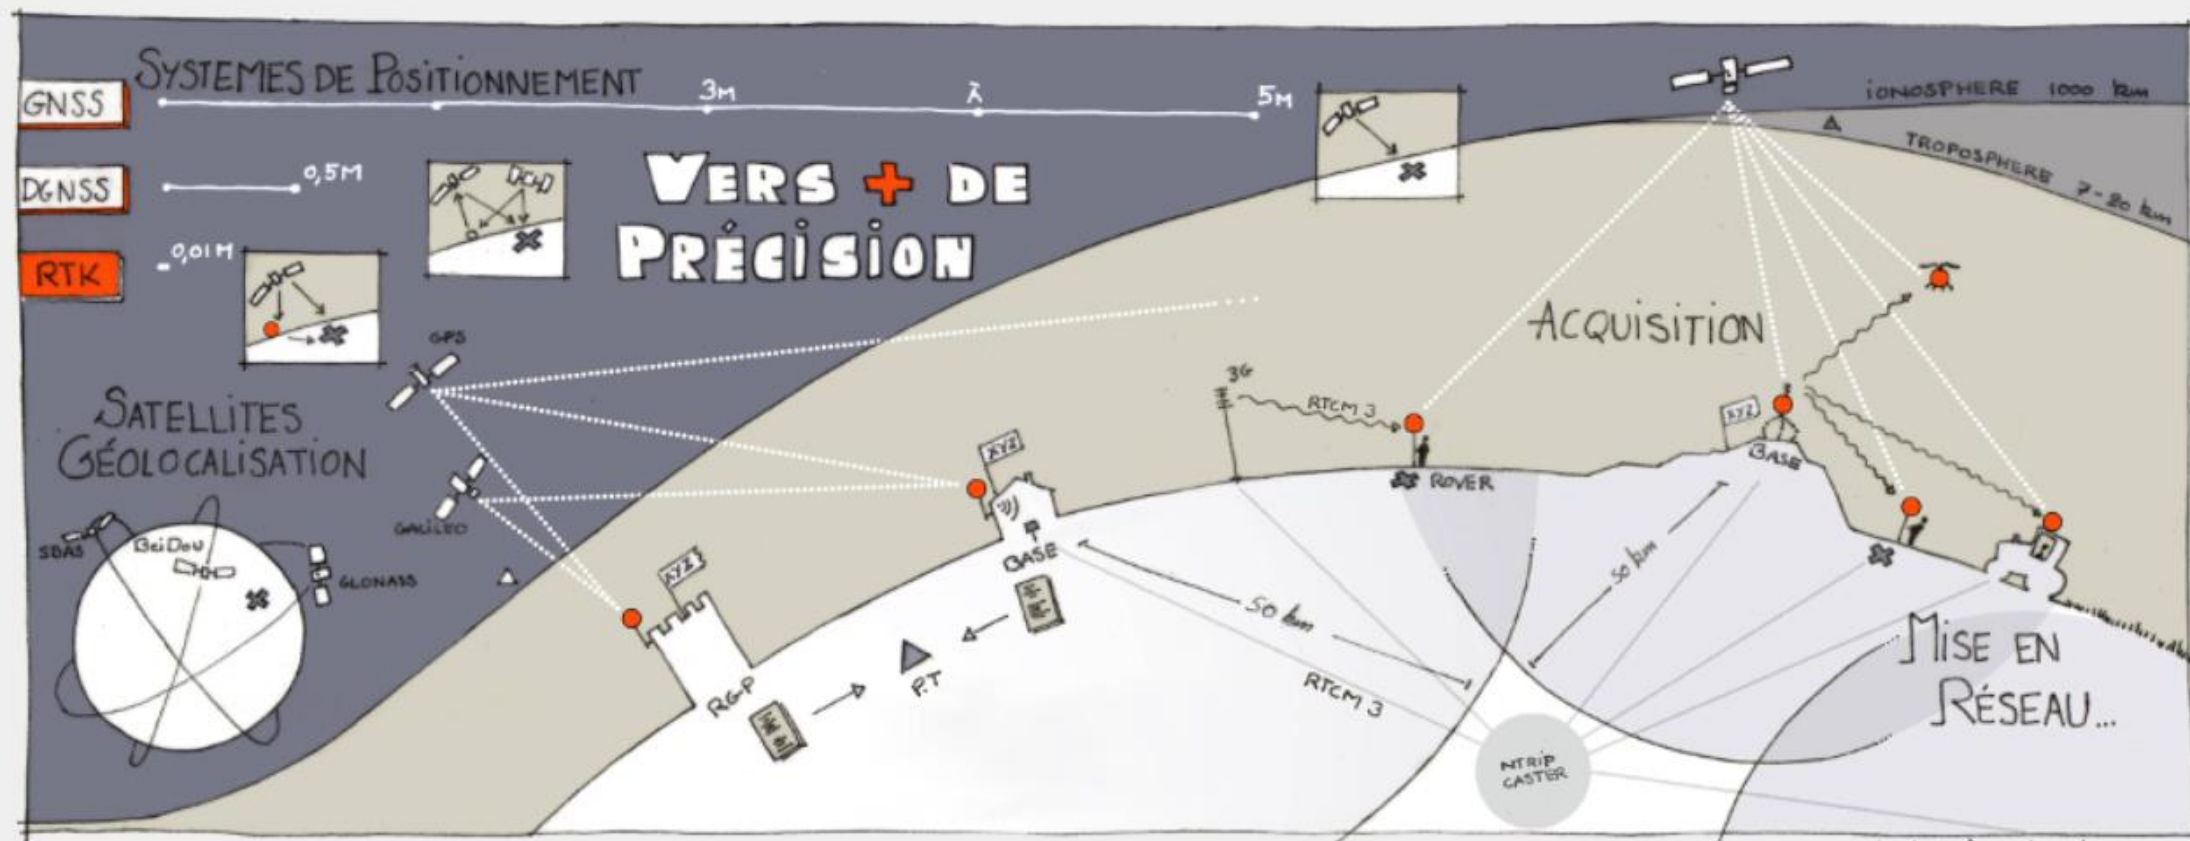 SYSTEMES DE POSITIONNEMENT
GNSS
3M
À
5M
DGNSS
0,5M
RTK
0,01M
VERS + DE
PRÉCISION
IONOSPHERE 1000 km
TROPOSPHERE 7-20 km
ACQUISITION
GPS
GALILEO
SATELLITES
GÉOLOCALISATION
SBAS
BeiDou
GLONASS
XYZ
RGP
XYZ
BASE
P.T
3G
RTCM 3
ROVER
XYZ
BASE
50 km
50 km
RTCM 3
NTRIP
CASTER
MISE EN
RÉSEAU...